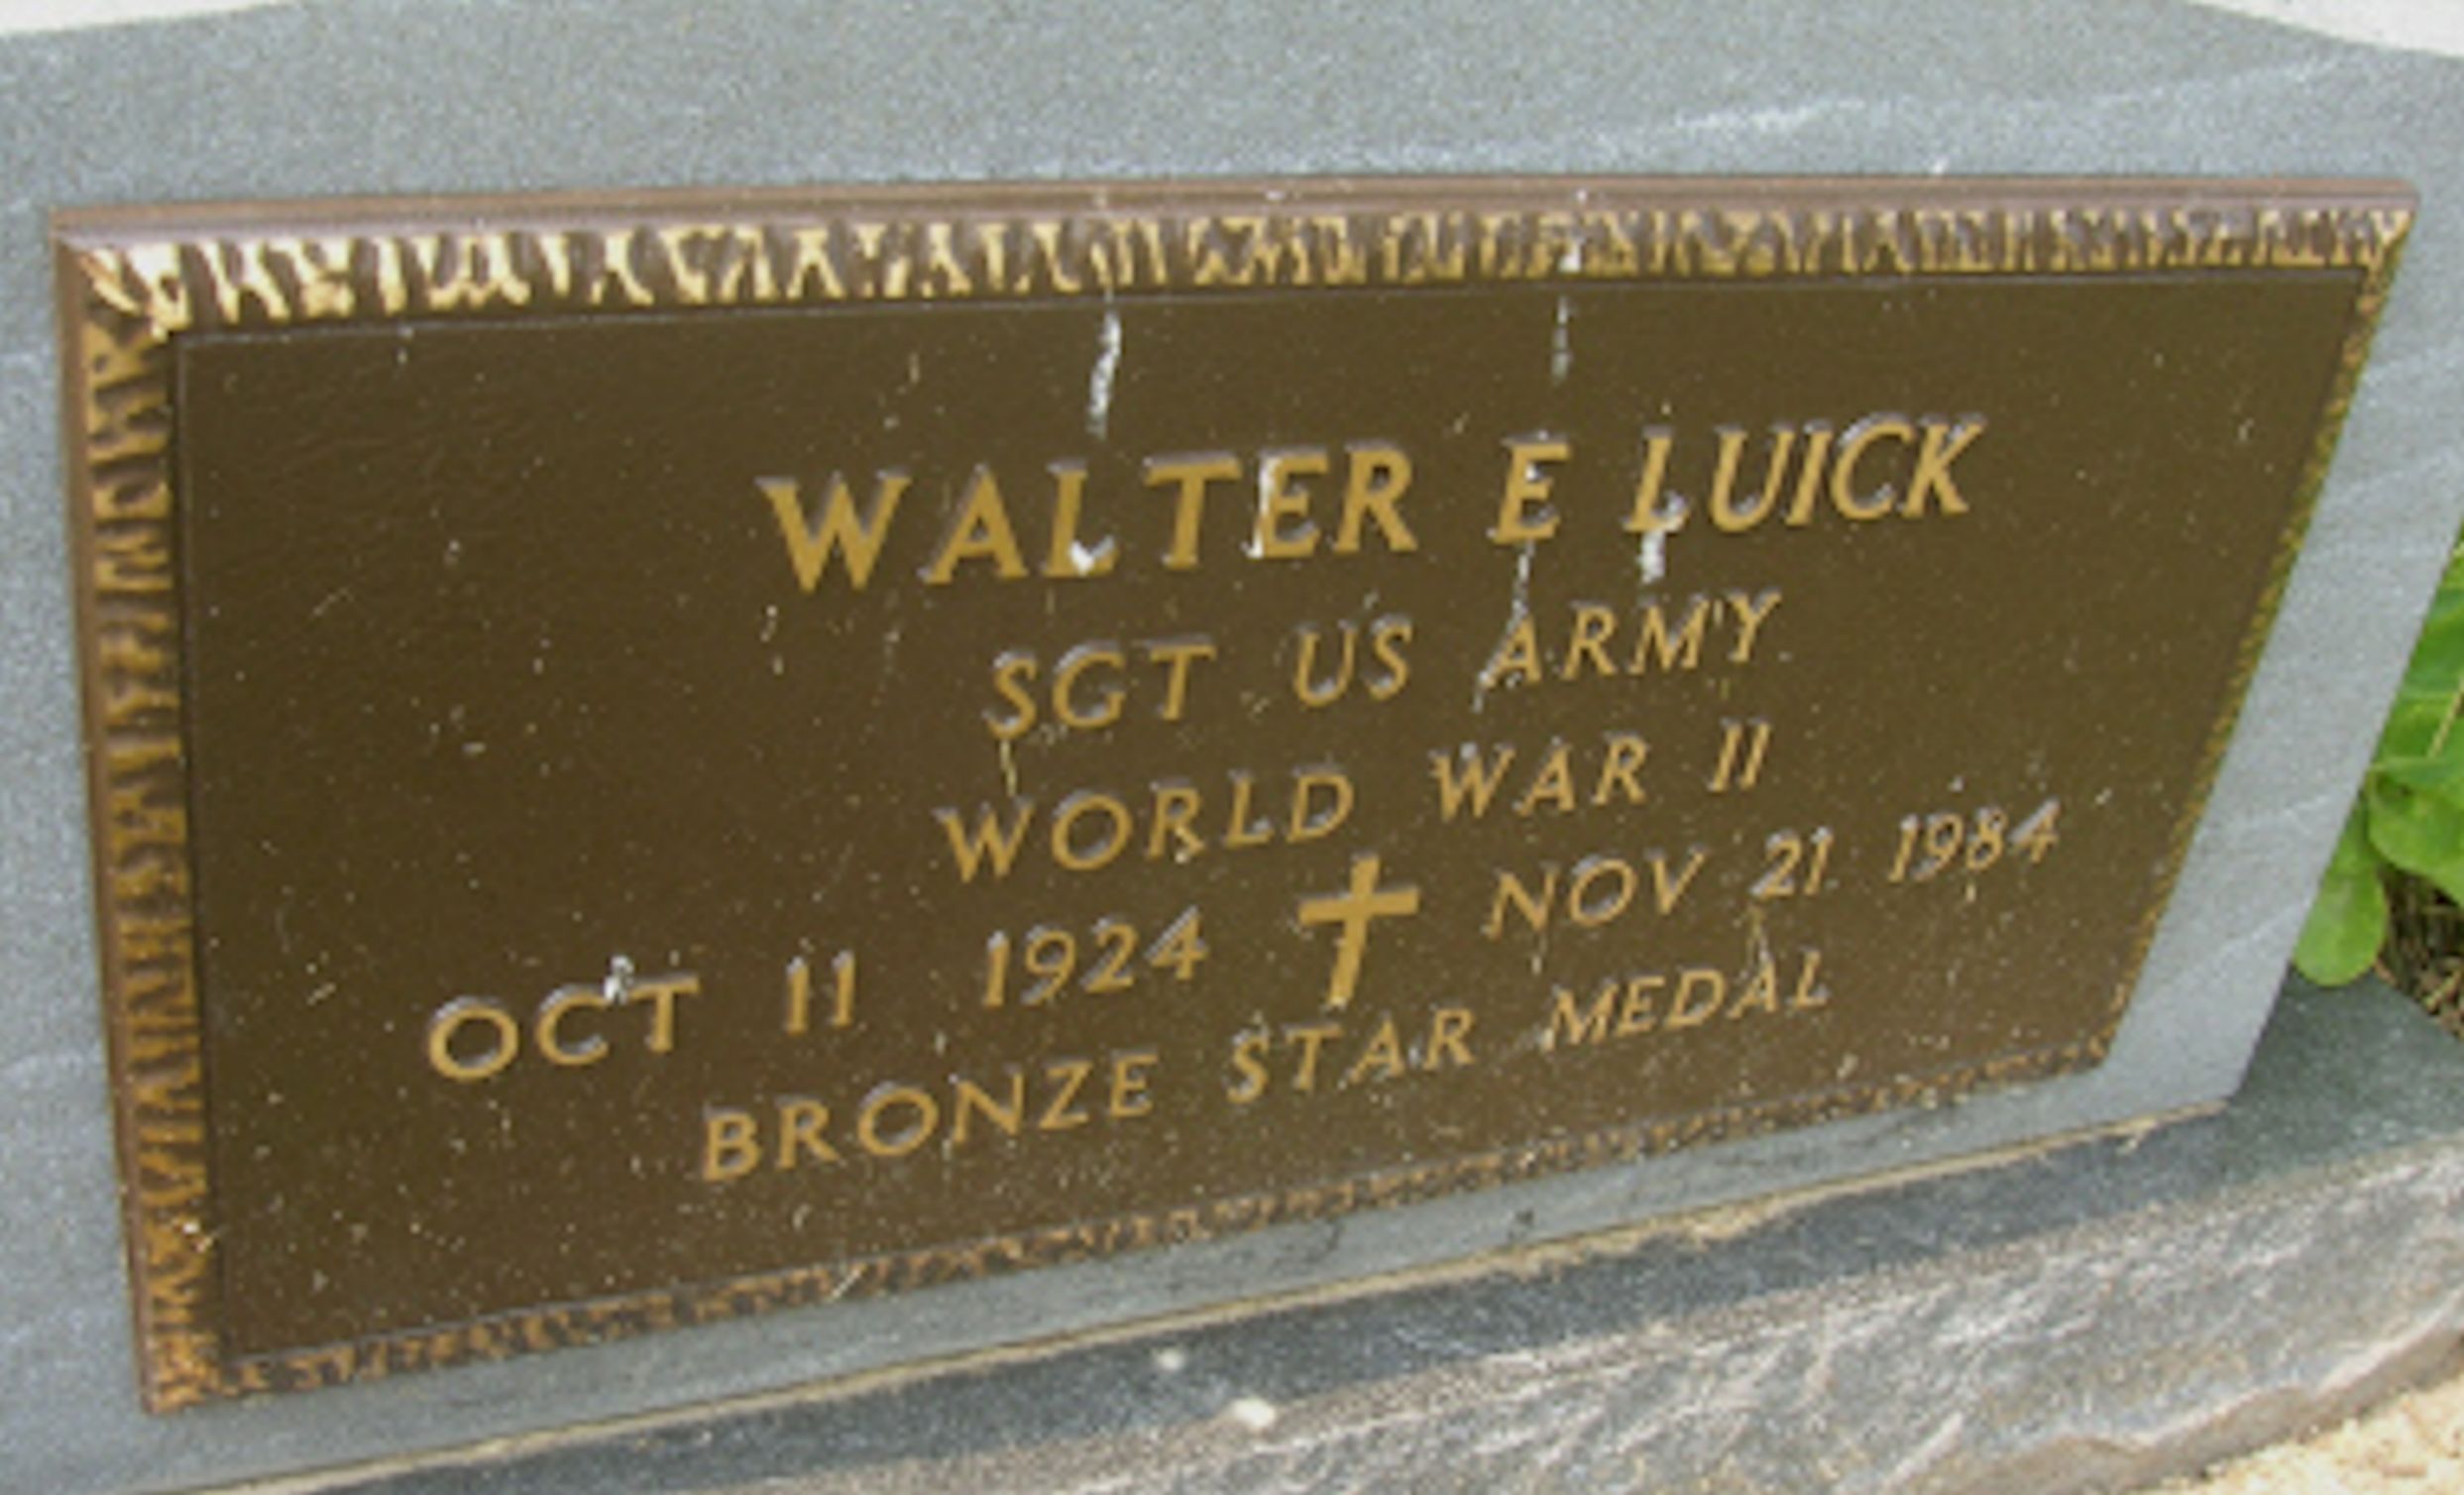 WALTER E LUICK
SGT US ARMY
WORLD WAR II
OCT 11 1924 NOV 21 1984
BRONZE STAR MEDAL